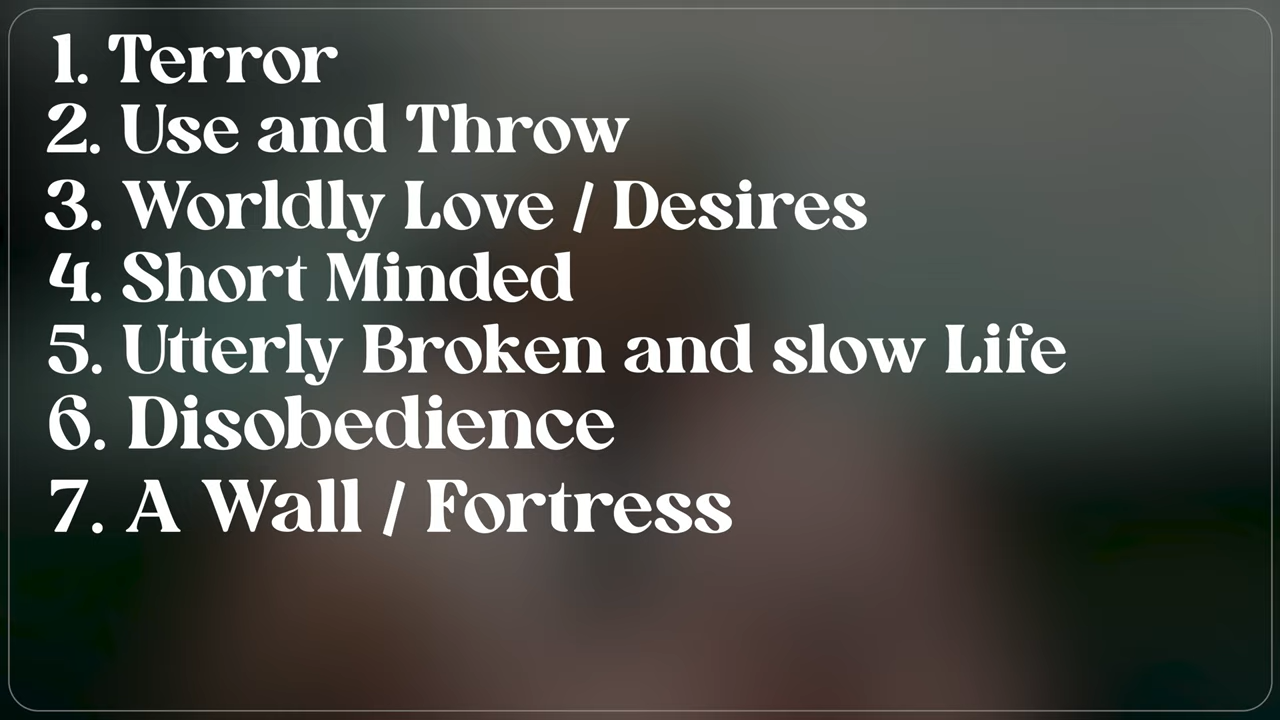 1. Terror
2. Use and Throw
3. Worldly Love / Desires
4. Short Minded
5. Utterly Broken and slow Life
6. Disobedience
7. A Wall / Fortress